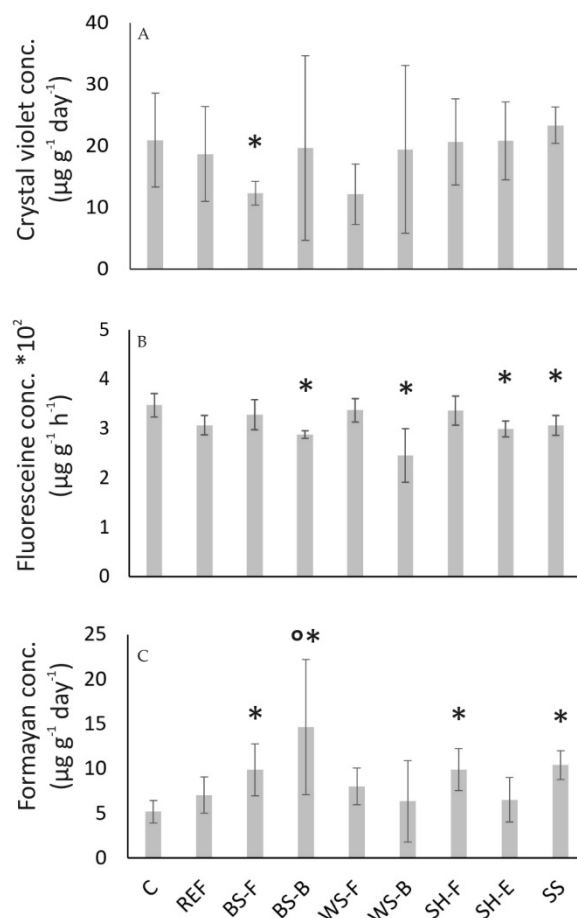 A
Crystal violet conc.
(µg g⁻¹ day⁻¹)
40
30
20
10
0
*
B
Fluoresceine conc. *10²
(µg g⁻¹ h⁻¹)
5
4
3
2
1
0
* * * *
C
Formayan conc.
(µg g⁻¹ day⁻¹)
25
20
15
10
5
0
* °* * *
C REF BS-F BS-B WS-F WS-B SH-F SH-E SS